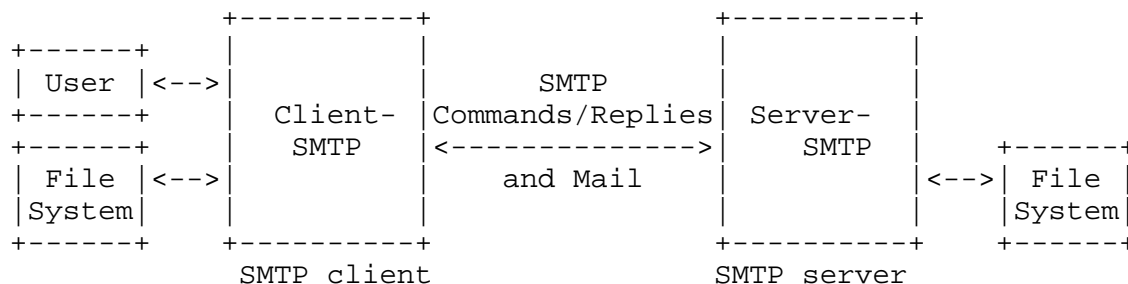 +----------+ +----------+
+------+ | | | |
| User |<-->| | SMTP | |
+------+ | Client- |Commands/Replies| Server- |
+------+ | SMTP |<-------------->| SMTP | +------+
| File |<-->| | and Mail | |<-->| File |
|System| | | | | |System|
+------+ +----------+ +----------+ +------+
SMTP client SMTP server